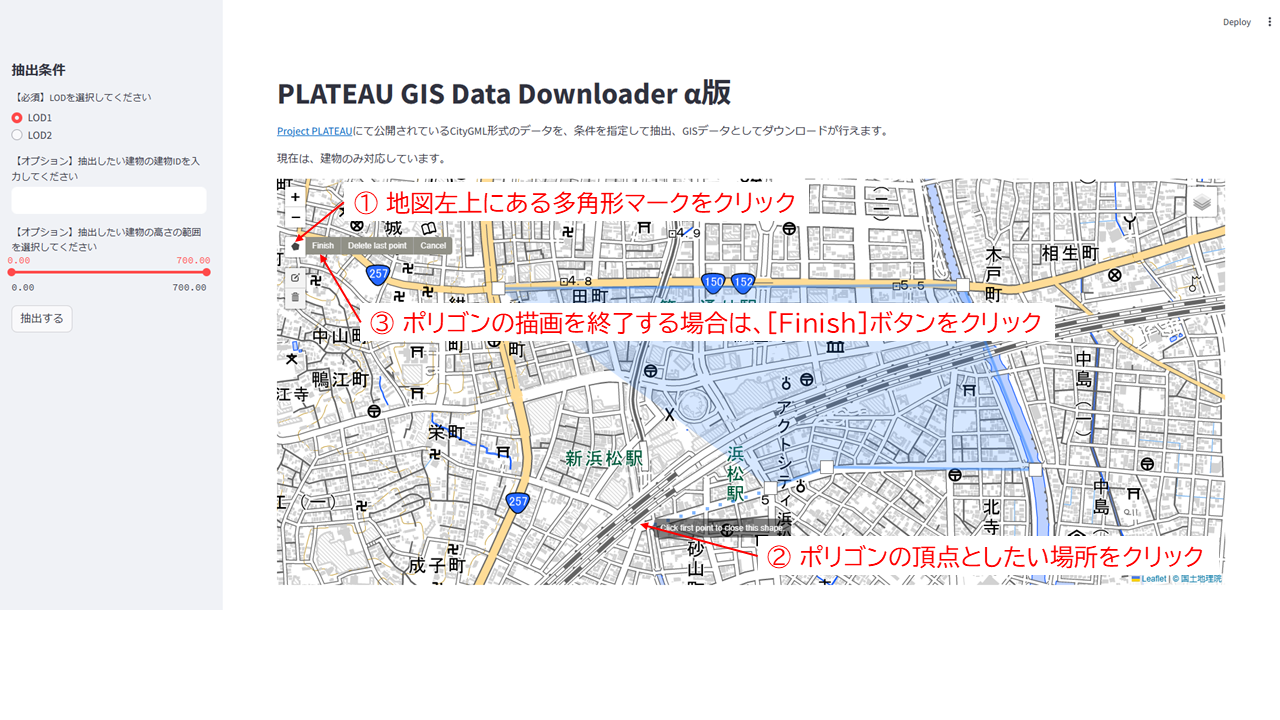 Deploy
抽出条件
【必須】LODを選択してください
LOD1
LOD2
【オプション】抽出したい建物の建物IDを入
力してください
【オプション】抽出したい建物の高さの範囲
を選択してください
0.00 700.00
0.00 700.00
抽出する
PLATEAU GIS Data Downloader α版
Project PLATEAUにて公開されているCityGML形式のデータを、条件を指定して抽出、GISデータとしてダウンロードが行えます。
現在は、建物のみ対応しています。
+
−
① 地図左上にある多角形マークをクリック
城
4.9
Finish Delete last point Cancel
木戸町
相生町
257
4.8
150 152
5.5
田町
③ ポリゴンの描画を終了する場合は、[Finish]ボタンをクリック
中山町
町
町
鴨江町
江寺
中島(一)
アクトシティ浜
X
栄町
新浜松駅
浜松駅
257
江(一)
5
中島
北寺
Click first point to close this shape.
② ポリゴンの頂点としたい場所をクリック
砂山町
成子町
Leaflet | © 国土地理院